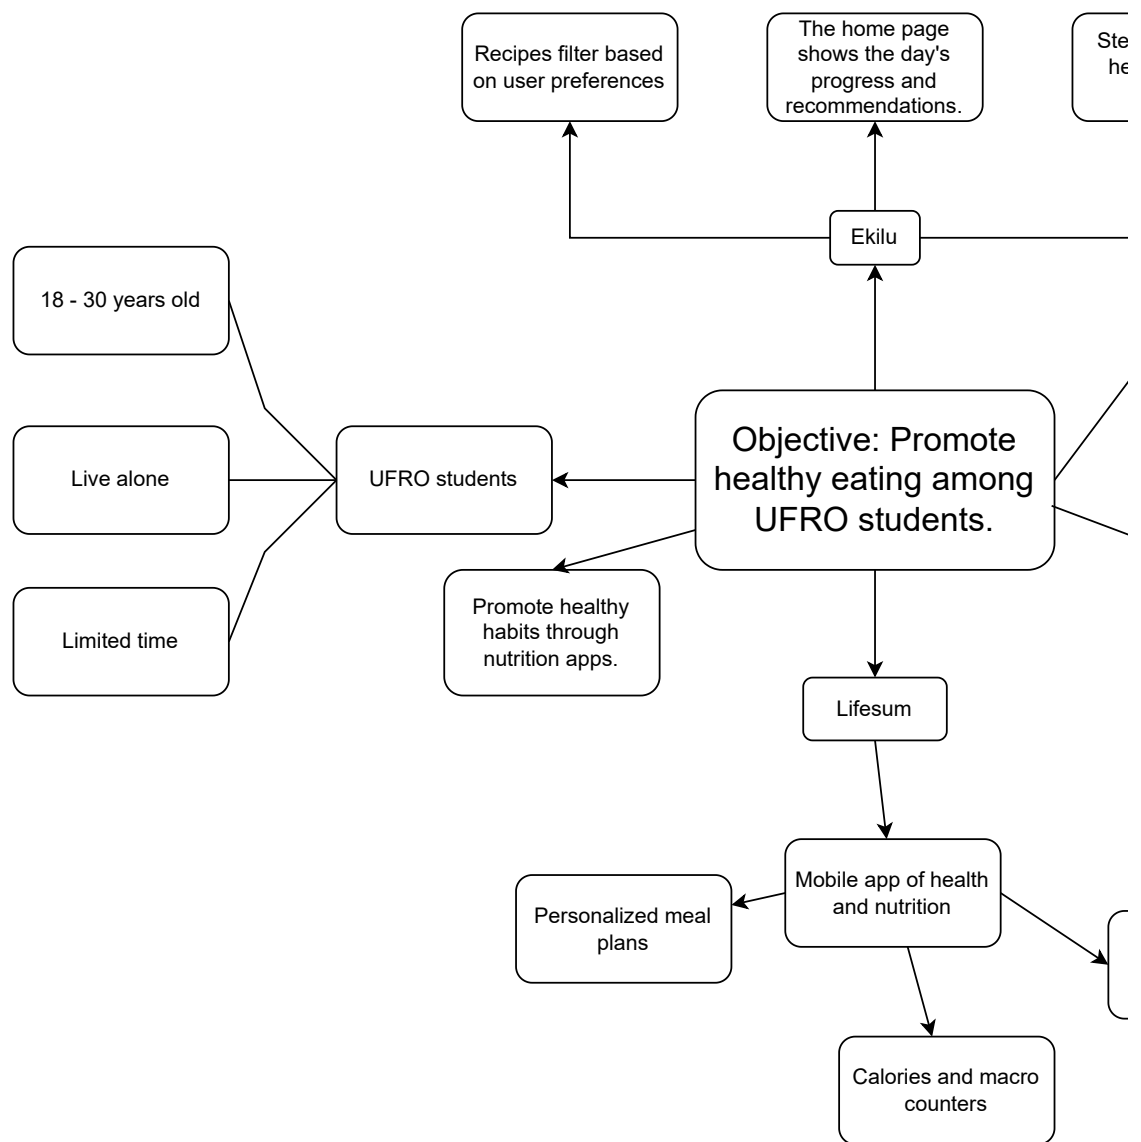 Recipes filter based
on user preferences
The home page
shows the day's
progress and
recommendations.
Ekilu
18 - 30 years old
Live alone
Limited time
UFRO students
Objective: Promote
healthy eating among
UFRO students.
Promote healthy
habits through
nutrition apps.
Lifesum
Mobile app of health
and nutrition
Personalized meal
plans
Calories and macro
counters